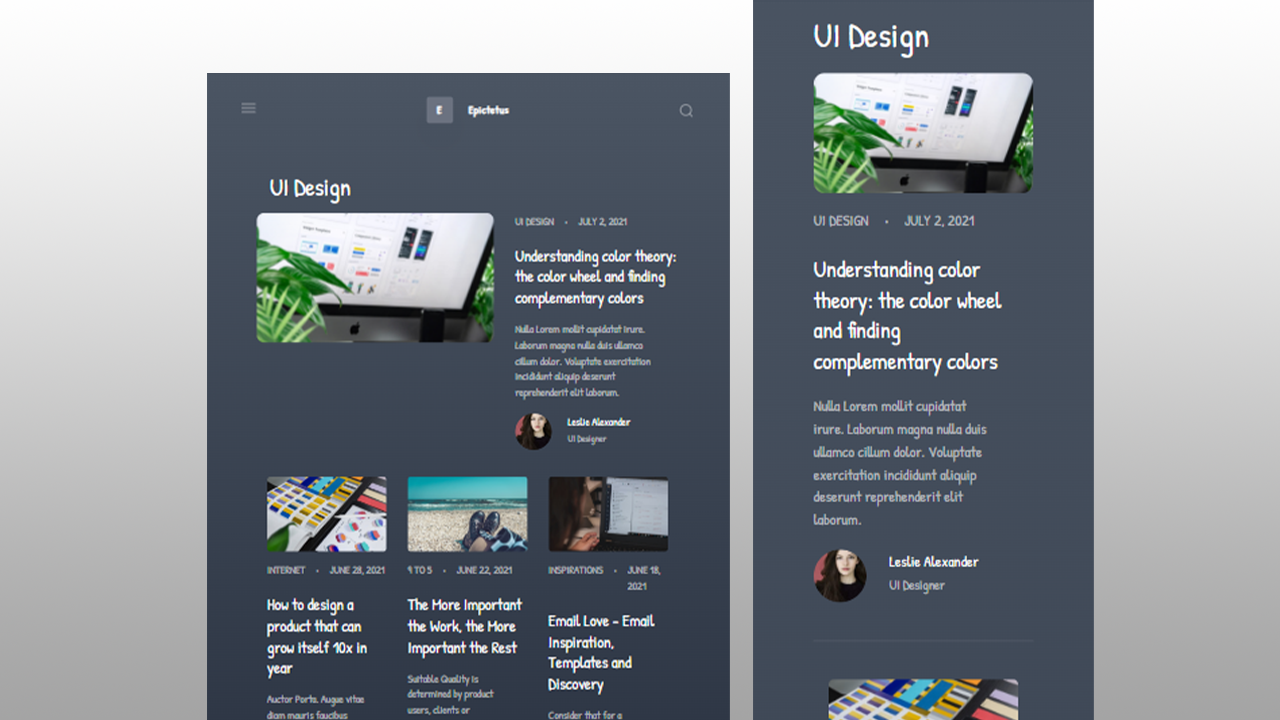 E Epictetus
UI Design
UI DESIGN • JULY 2, 2021
Understanding color theory:
the color wheel and finding
complementary colors
Nulla Lorem mollit cupidatat irure.
Laborum magna nulla duis ullamco
cillum dolor. Voluptate exercitation
incididunt aliquip deserunt
reprehenderit elit laborum.
Leslie Alexander
UI Designer
INTERNET • JUNE 28, 2021
How to design a
product that can
grow itself 10x in
year
Auctor Porta. Augue vitae
diam mauris faucibus
9 TO 5 • JUNE 22, 2021
The More Important
the Work, the More
Important the Rest
Suitable Quality is
determined by product
users, clients or
INSPIRATIONS • JUNE 18,
2021
Email Love - Email
Inspiration,
Templates and
Discovery
Consider that for a
UI Design
UI DESIGN • JULY 2, 2021
Understanding color
theory: the color wheel
and finding
complementary colors
Nulla Lorem mollit cupidatat
irure. Laborum magna nulla duis
ullamco cillum dolor. Voluptate
exercitation incididunt aliquip
deserunt reprehenderit elit
laborum.
Leslie Alexander
UI Designer